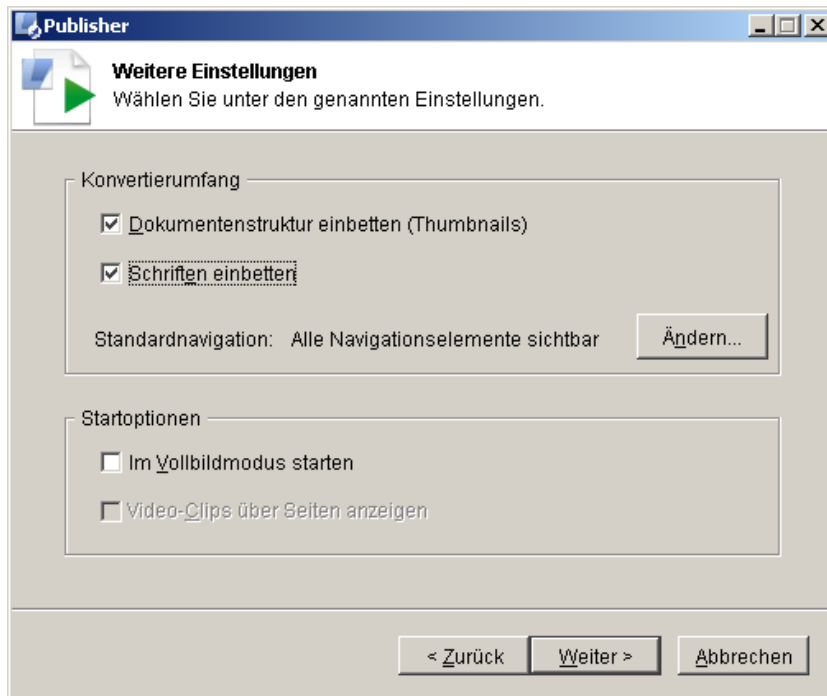 Publisher
Weitere Einstellungen
Wählen Sie unter den genannten Einstellungen.
Konvertierumfang
Dokumentenstruktur einbetten (Thumbnails)
Schriften einbetten
Standardnavigation: Alle Navigationselemente sichtbar Ändern...
Startoptionen
Im Vollbildmodus starten
Video-Clips über Seiten anzeigen
< Zurück Weiter > Abbrechen